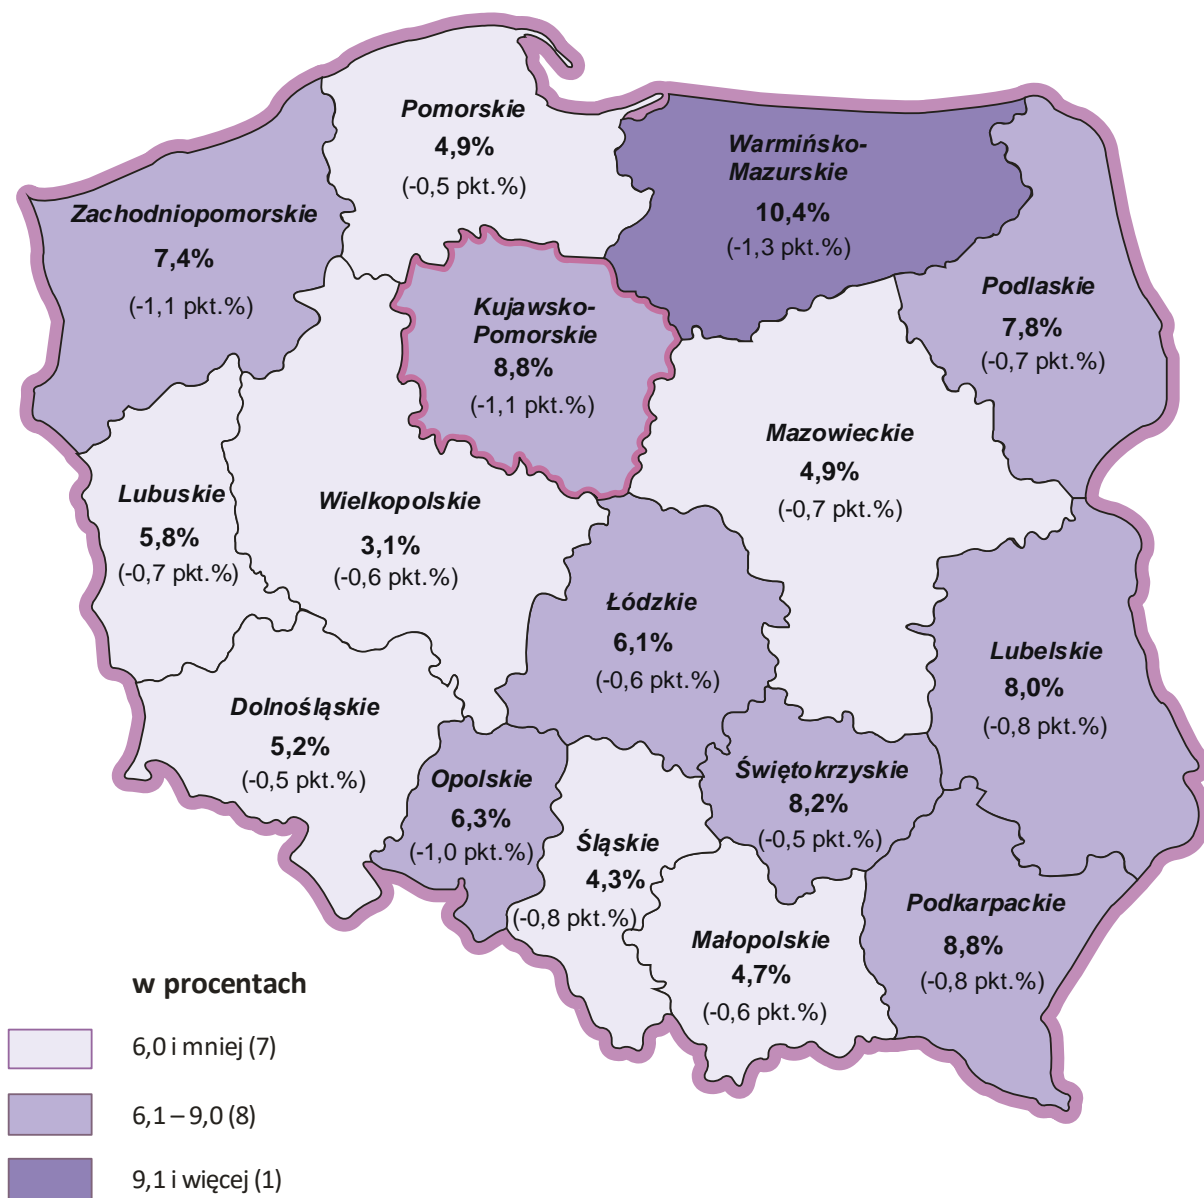 Pomorskie
4,9%
(-0,5 pkt.%)
Warmińsko-
Mazurskie
10,4%
(-1,3 pkt.%)
Zachodniopomorskie
7,4%
(-1,1 pkt.%)
Podlaskie
7,8%
(-0,7 pkt.%)
Kujawsko-
Pomorskie
8,8%
(-1,1 pkt.%)
Mazowieckie
4,9%
(-0,7 pkt.%)
Lubuskie
5,8%
(-0,7 pkt.%)
Wielkopolskie
3,1%
(-0,6 pkt.%)
Łódzkie
6,1%
(-0,6 pkt.%)
Lubelskie
8,0%
(-0,8 pkt.%)
Dolnośląskie
5,2%
(-0,5 pkt.%)
Opolskie
6,3%
(-1,0 pkt.%)
Świętokrzyskie
8,2%
(-0,5 pkt.%)
Śląskie
4,3%
(-0,8 pkt.%)
Małopolskie
4,7%
(-0,6 pkt.%)
Podkarpackie
8,8%
(-0,8 pkt.%)
w procentach
6,0 i mniej (7)
6,1 – 9,0 (8)
9,1 i więcej (1)